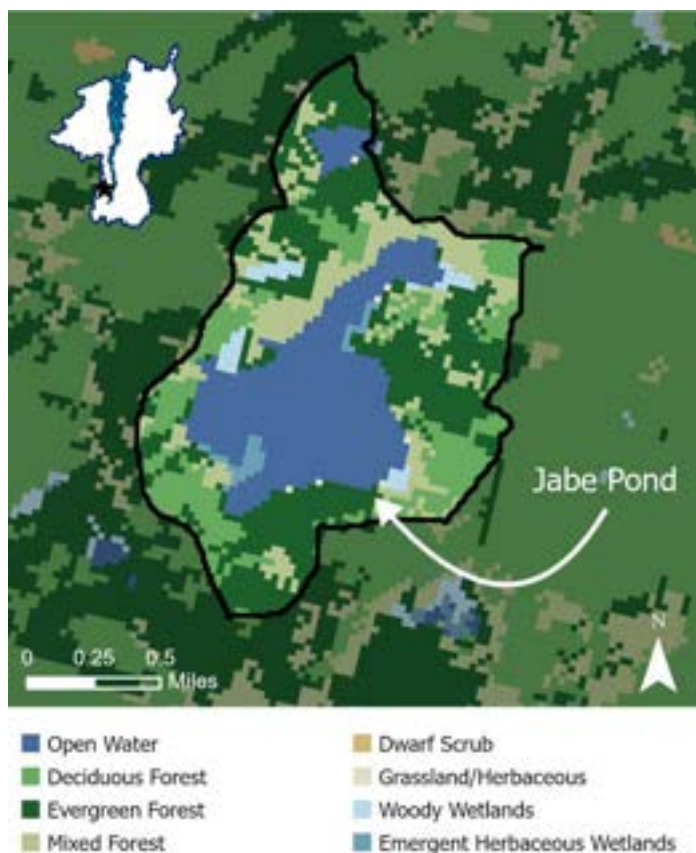 Jabe Pond
N
0 0.25 0.5
Miles
Open Water
Deciduous Forest
Evergreen Forest
Mixed Forest
Dwarf Scrub
Grassland/Herbaceous
Woody Wetlands
Emergent Herbaceous Wetlands